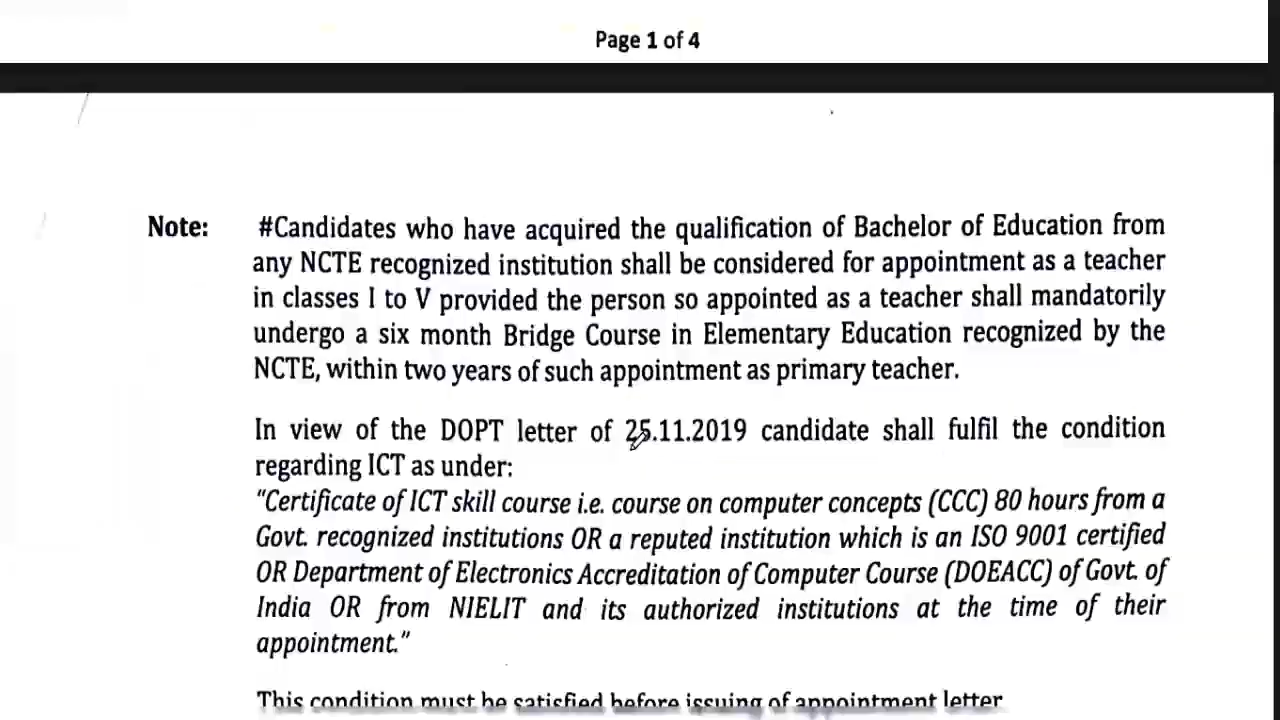 Page 1 of 4
Note: #Candidates who have acquired the qualification of Bachelor of Education from
any NCTE recognized institution shall be considered for appointment as a teacher
in classes I to V provided the person so appointed as a teacher shall mandatorily
undergo a six month Bridge Course in Elementary Education recognized by the
NCTE, within two years of such appointment as primary teacher.
In view of the DOPT letter of 25.11.2019 candidate shall fulfil the condition
regarding ICT as under:
"Certificate of ICT skill course i.e. course on computer concepts (CCC) 80 hours from a
Govt. recognized institutions OR a reputed institution which is an ISO 9001 certified
OR Department of Electronics Accreditation of Computer Course (DOEACC) of Govt. of
India OR from NIELIT and its authorized institutions at the time of their
appointment."
This condition must be satisfied before issuing of appointment letter